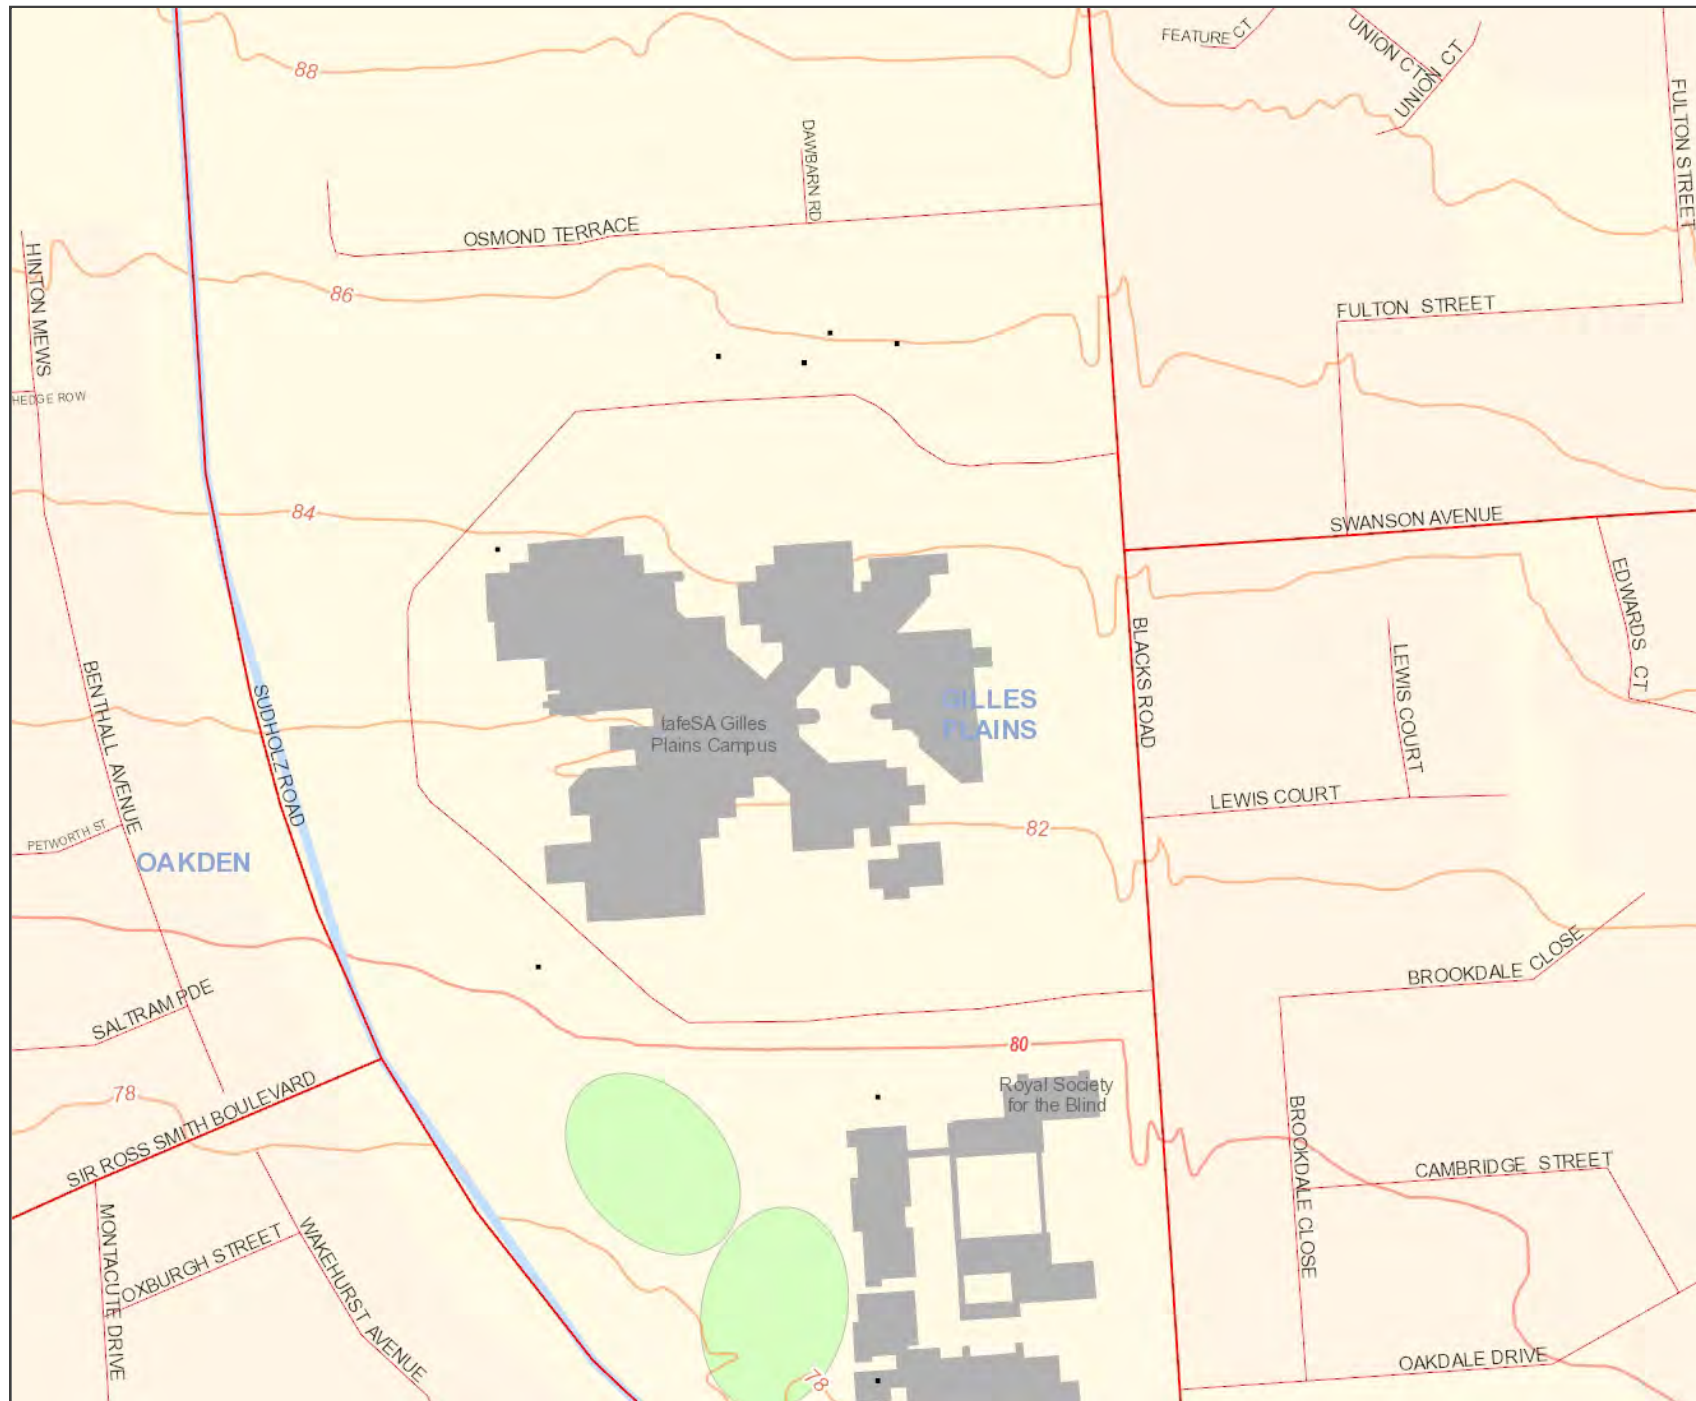 FEATURE CT
UNION CT
UNION CT
88
FULTON STREET
DAWBARN RD
OSMOND TERRACE
HINTON MEWS
86
FULTON STREET
HEDGE ROW
84
SWANSON AVENUE
EDWARDS CT
BLACKS ROAD
LEWIS COURT
BENTHALL AVENUE
SUDHOLZ ROAD
GILLES
PLAINS
tafeSA Gilles
Plains Campus
LEWIS COURT
82
PETWORTH ST
OAKDEN
BROOKDALE CLOSE
SALTRAM PDE
80
78
Royal Society
for the Blind
SIR ROSS SMITH BOULEVARD
BROOKDALE CLOSE
CAMBRIDGE STREET
MONTACUTE DRIVE
OXBURGH STREET
WAKEHURST AVENUE
OAKDALE DRIVE
78